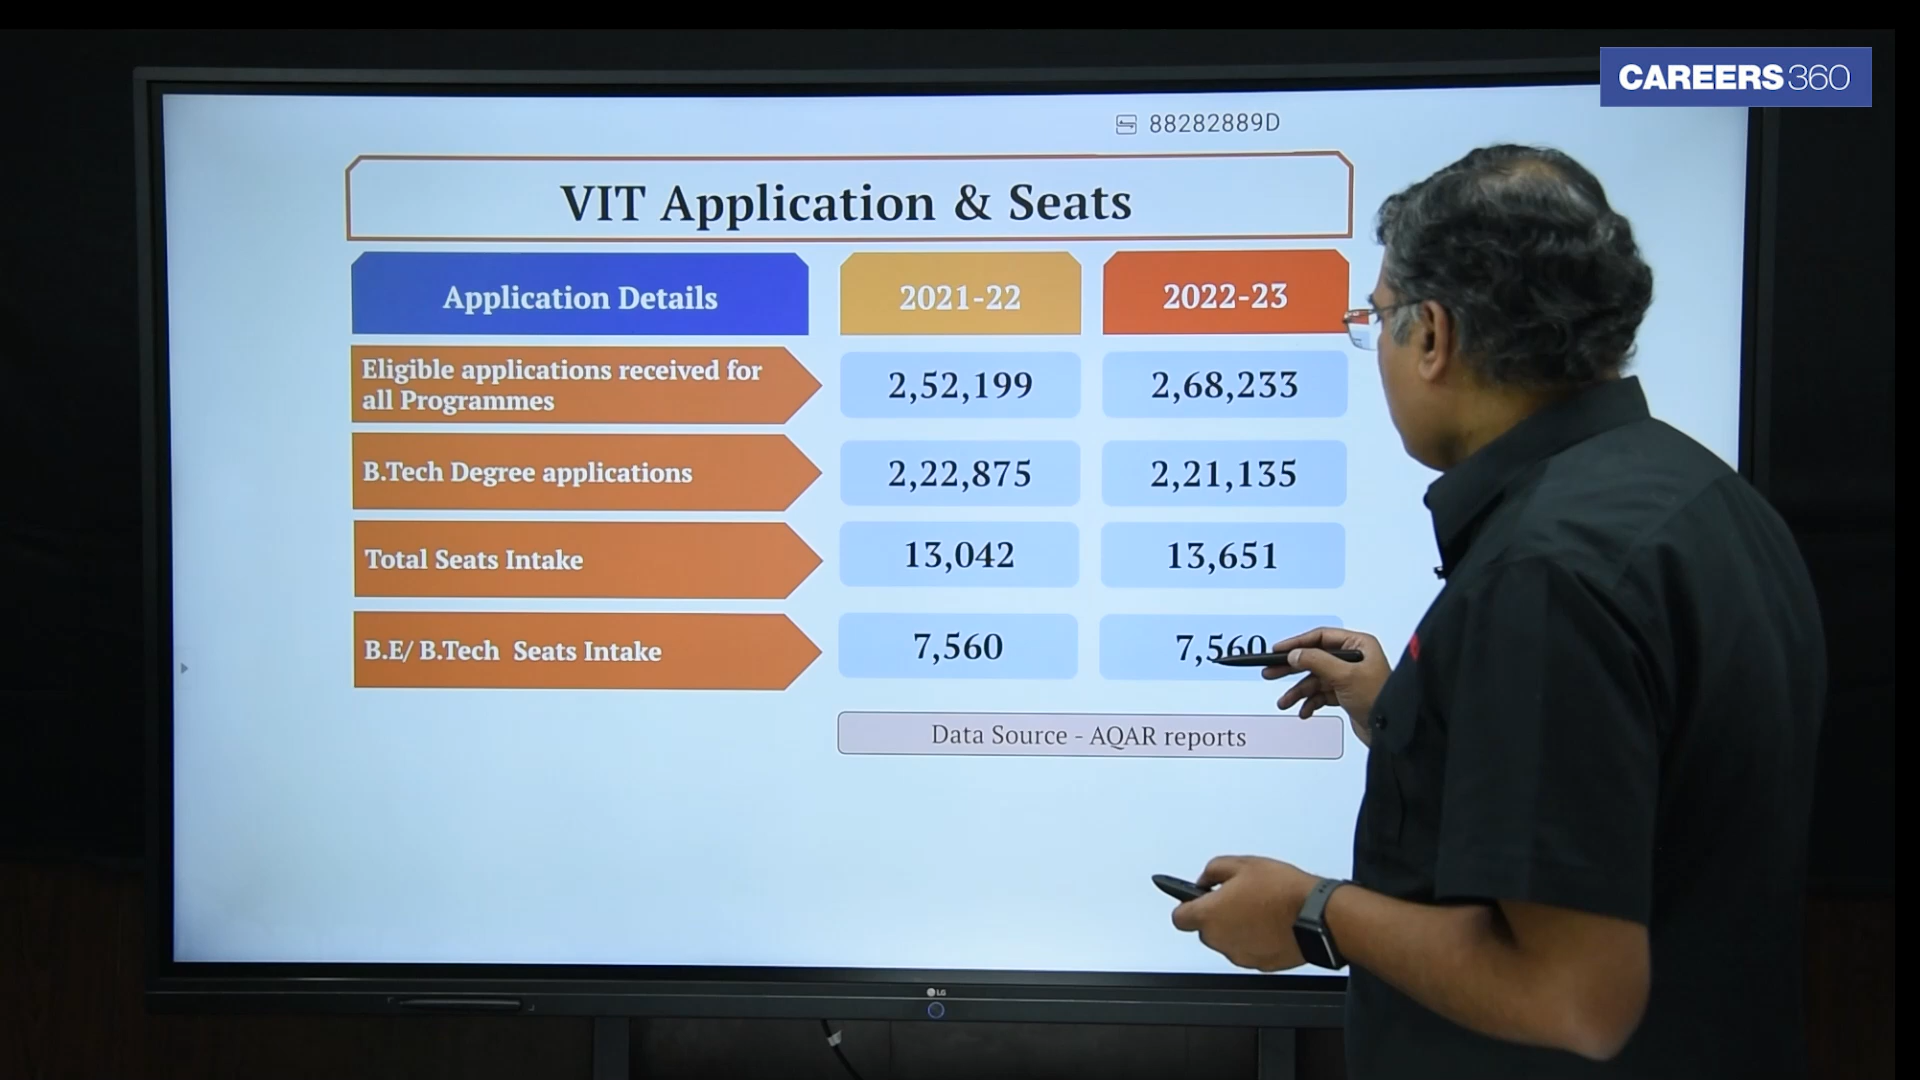 CAREERS360
88282889D
VIT Application & Seats
Application Details
2021-22
2022-23
Eligible applications received for
all Programmes
2,52,199
2,68,233
B.Tech Degree applications
2,22,875
2,21,135
Total Seats Intake
13,042
13,651
B.E/ B.Tech Seats Intake
7,560
7,560
Data Source - AQAR reports
LG